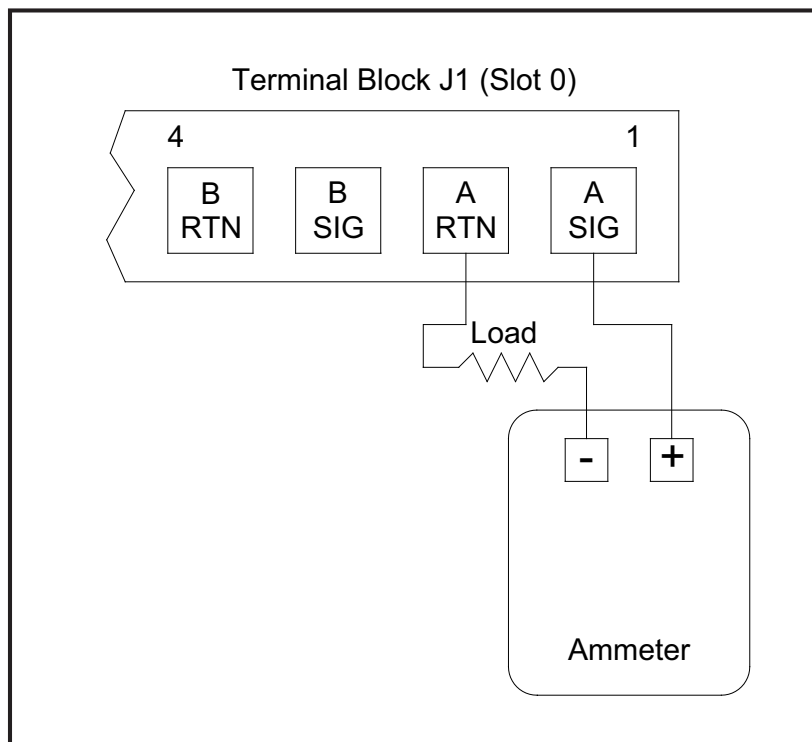 Terminal Block J1 (Slot 0)
4 1
B B A A
RTN SIG RTN SIG
Load
- +
Ammeter